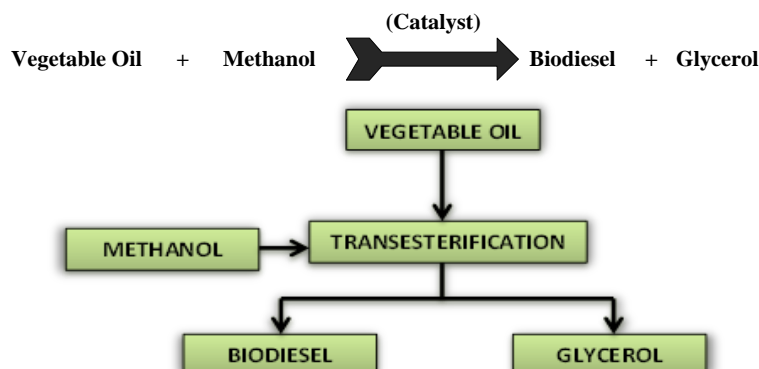 (Catalyst)
Vegetable Oil + Methanol Biodiesel + Glycerol
VEGETABLE OIL
METHANOL
TRANSESTERIFICATION
BIODIESEL
GLYCEROL